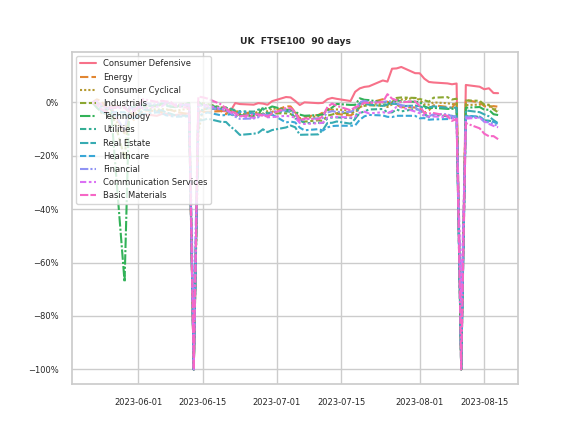 UK FTSE100 90 days
Consumer Defensive
Energy
Consumer Cyclical
Industrials
Technology
Utilities
Real Estate
Healthcare
Financial
Communication Services
Basic Materials
0%
−20%
−40%
−60%
−80%
−100%
2023-06-01 2023-06-15 2023-07-01 2023-07-15 2023-08-01 2023-08-15